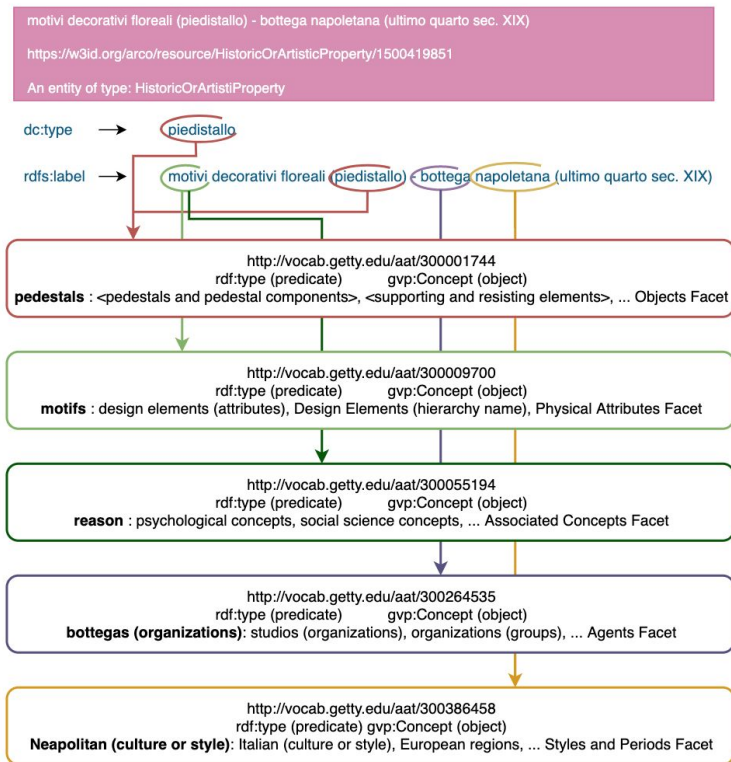 motivi decorativi floreali (piedistallo) - bottega napoletana (ultimo quarto sec. XIX)
https://w3id.org/arco/resource/HistoricOrArtisticProperty/1500419851
An entity of type: HistoricOrArtistiProperty
dc:type piedistallo
rdfs:label motivi decorativi floreali (piedistallo) - bottega napoletana (ultimo quarto sec. XIX)
http://vocab.getty.edu/aat/300001744
rdf:type (predicate) gvp:Concept (object)
pedestals : <pedestals and pedestal components>, <supporting and resisting elements>, ... Objects Facet
http://vocab.getty.edu/aat/300009700
rdf:type (predicate) gvp:Concept (object)
motifs : design elements (attributes), Design Elements (hierarchy name), Physical Attributes Facet
http://vocab.getty.edu/aat/300055194
rdf:type (predicate) gvp:Concept (object)
reason : psychological concepts, social science concepts, ... Associated Concepts Facet
http://vocab.getty.edu/aat/300264535
rdf:type (predicate) gvp:Concept (object)
bottegas (organizations): studios (organizations), organizations (groups), ... Agents Facet
http://vocab.getty.edu/aat/300386458
rdf:type (predicate) gvp:Concept (object)
Neapolitan (culture or style): Italian (culture or style), European regions, ... Styles and Periods Facet